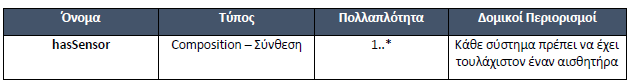 Όνομα Τύπος Πολλαπλότητα Δομικοί Περιορισμοί
hasSensor Composition – Σύνθεση 1..* Κάθε σύστημα πρέπει να έχει
τουλάχιστον έναν αισθητήρα